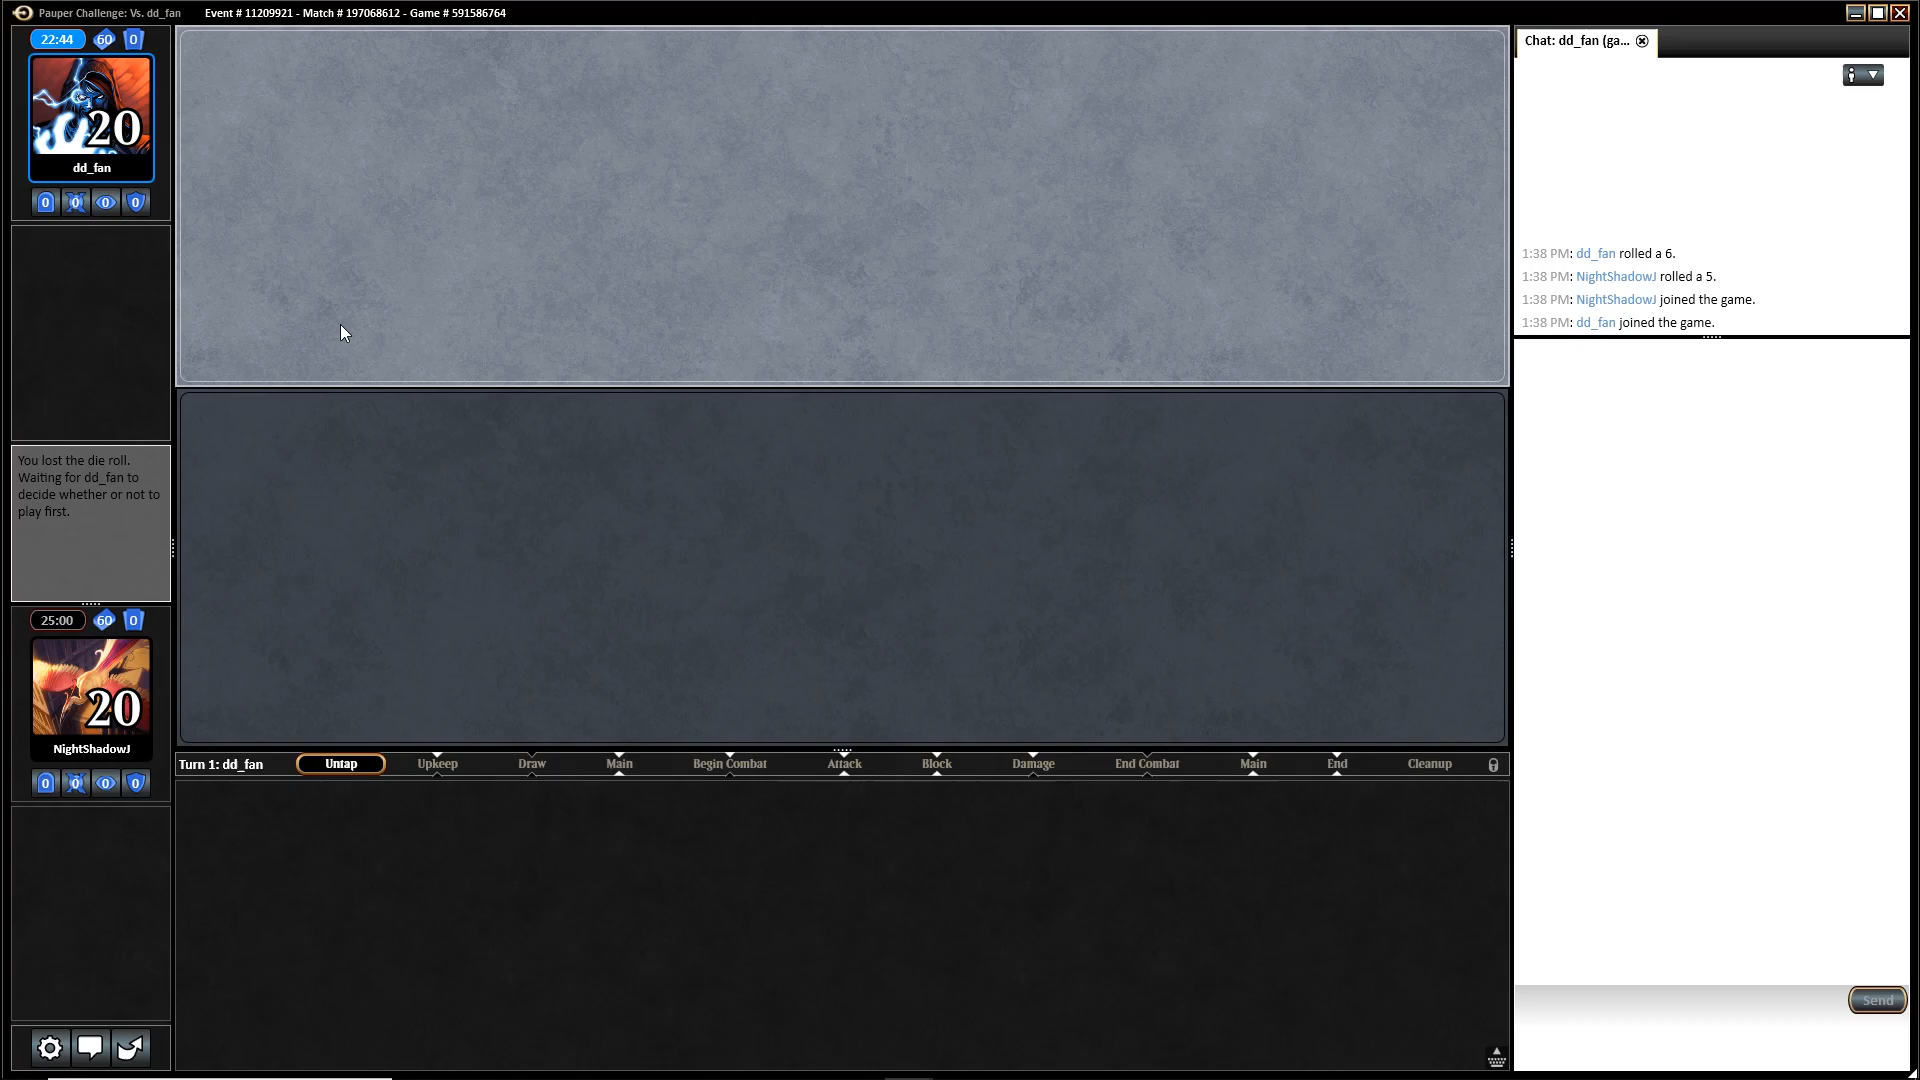 Pauper Challenge: Vs. dd_fan Event # 11209921 - Match # 197068612 - Game # 591586764
22:44 60 0
20
dd_fan
0 0 0 0
You lost the die roll.
Waiting for dd_fan to
decide whether or not to
play first.
25:00 60 0
20
NightShadowJ
0 0 0 0
Turn 1: dd_fan Untap Upkeep Draw Main Begin Combat Attack Block Damage End Combat Main End Cleanup
Chat: dd_fan (ga...
1:38 PM: dd_fan rolled a 6.
1:38 PM: NightShadowJ rolled a 5.
1:38 PM: NightShadowJ joined the game.
1:38 PM: dd_fan joined the game.
Send